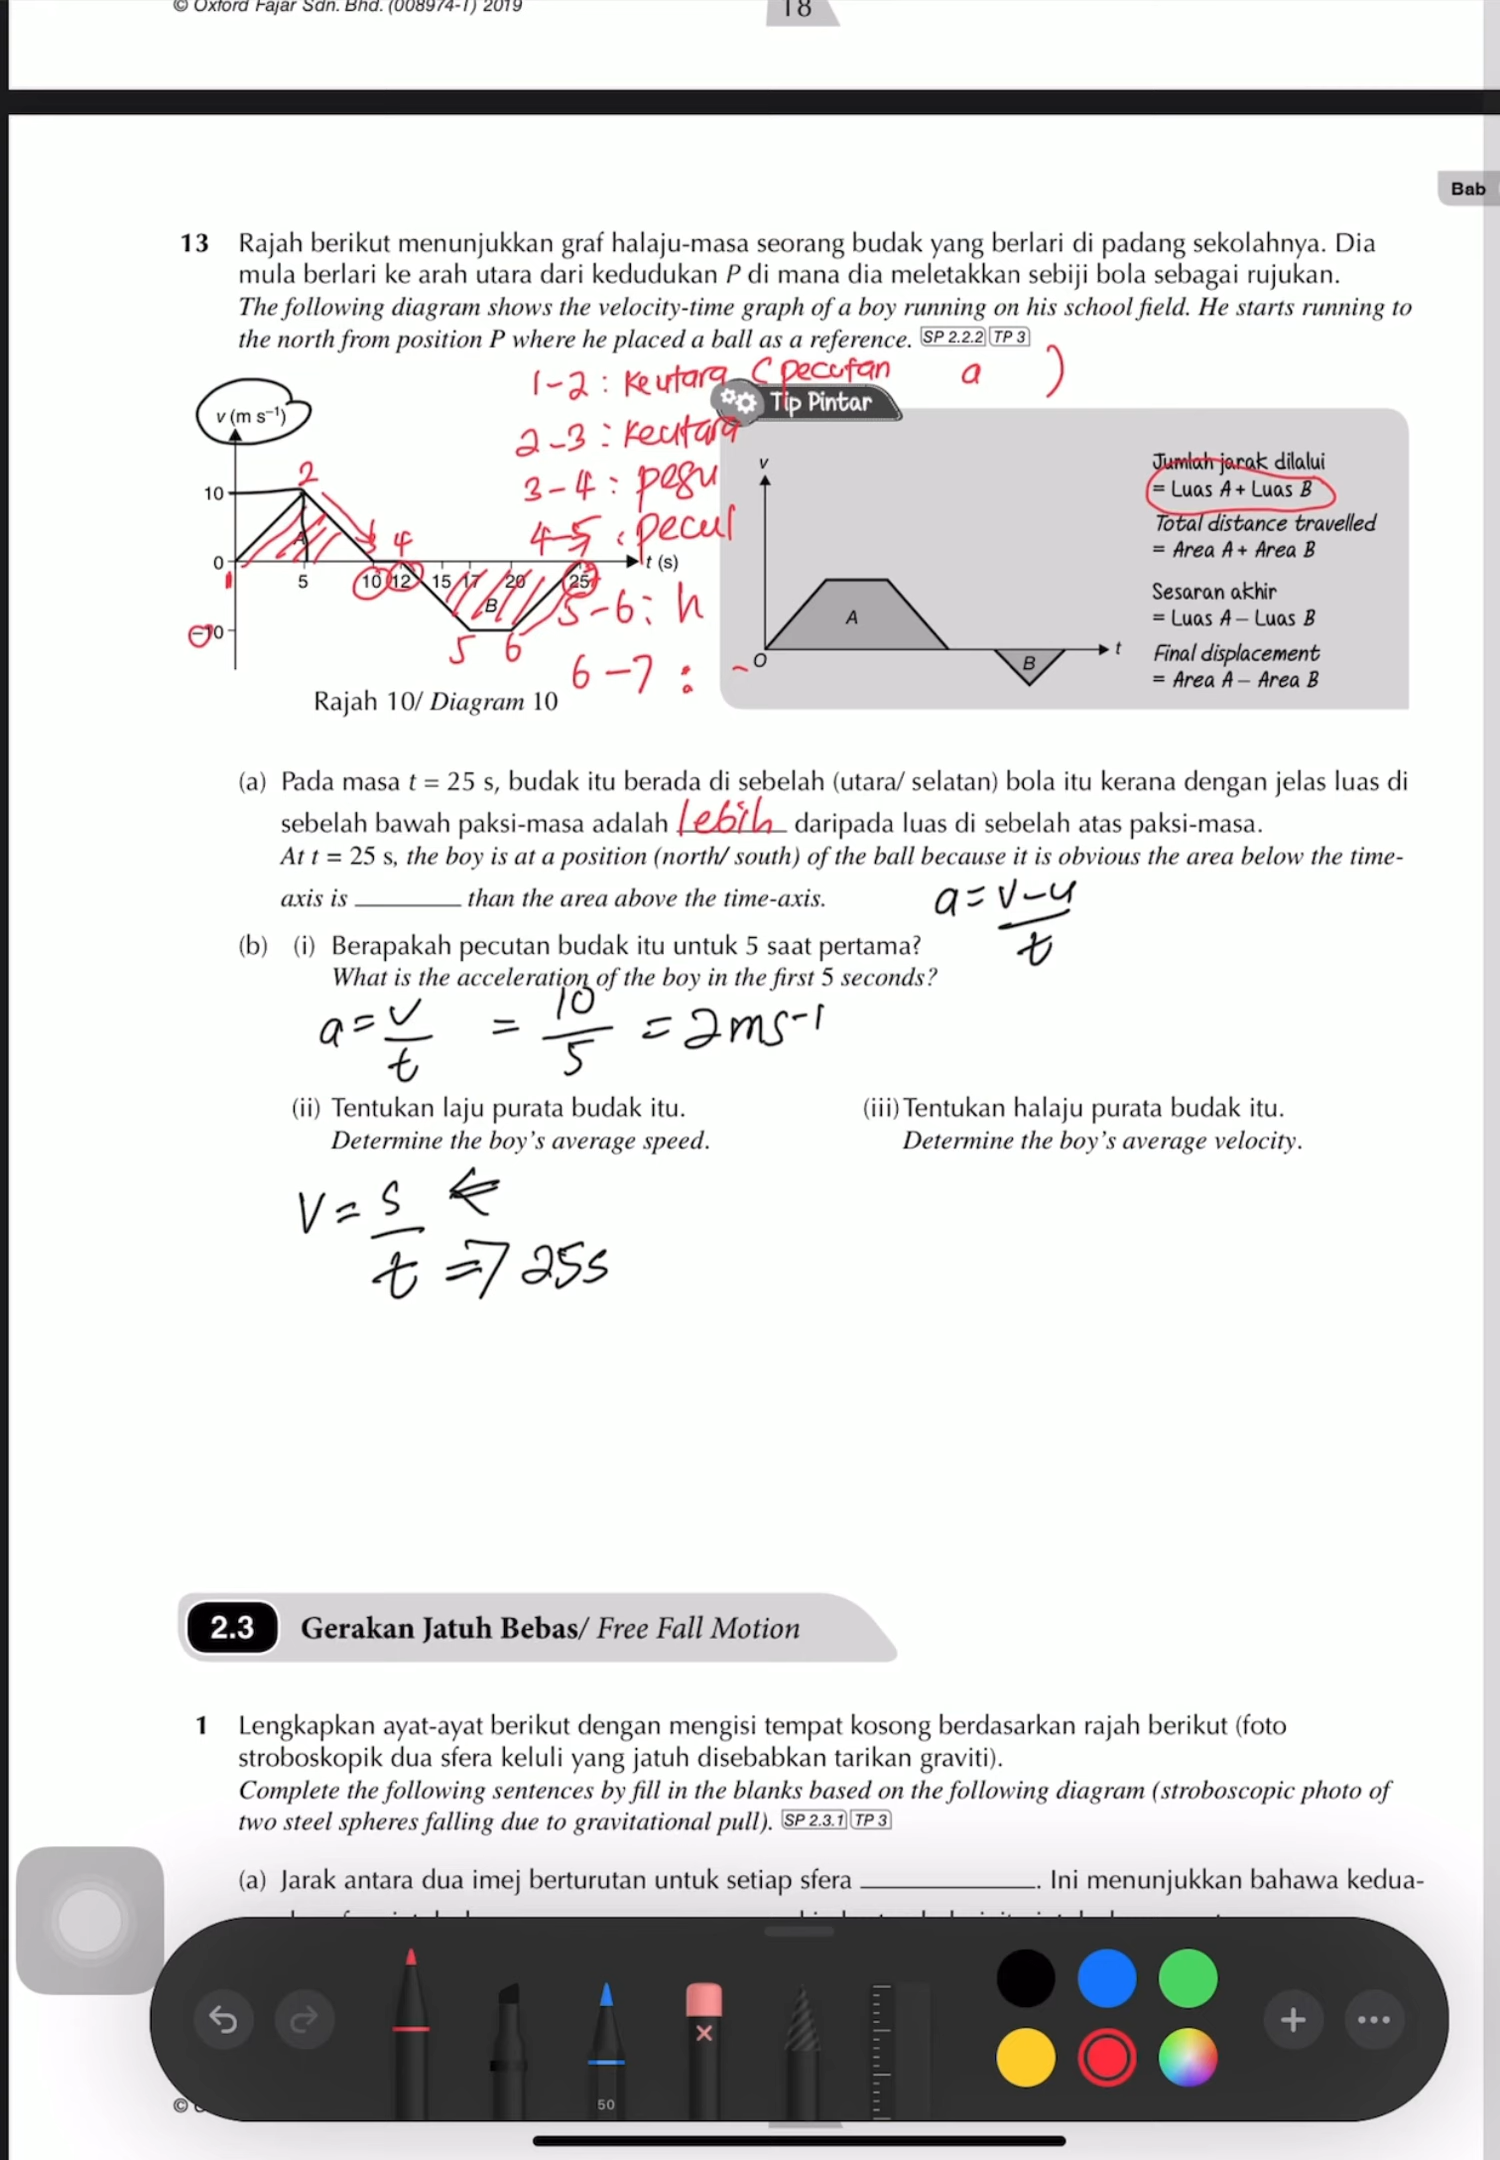 © Oxford Fajar Sdn. Bhd. (008974-T) 2019
18
Bab
13 Rajah berikut menunjukkan graf halaju-masa seorang budak yang berlari di padang sekolahnya. Dia
mula berlari ke arah utara dari kedudukan P di mana dia meletakkan sebiji bola sebagai rujukan.
The following diagram shows the velocity-time graph of a boy running on his school field. He starts running to
the north from position P where he placed a ball as a reference. SP 2.2.2 TP 3
1-2 : Keutara (pecutan a )
2-3 : Keutara
3-4 : pegu
4-5 : pecut
5-6 : h
6-7 : -
v (m s⁻¹)
10
0
-10
5 10 12 15 17 20 25
t (s)
A
B
1
2
3
4
5
6
7
Rajah 10/ Diagram 10
Tip Pintar
v
A
O
B
t
Jumlah jarak dilalui
= Luas A + Luas B
Total distance travelled
= Area A + Area B
Sesaran akhir
= Luas A – Luas B
Final displacement
= Area A – Area B
(a) Pada masa t = 25 s, budak itu berada di sebelah (utara/ selatan) bola itu kerana dengan jelas luas di
sebelah bawah paksi-masa adalah lebih daripada luas di sebelah atas paksi-masa.
At t = 25 s, the boy is at a position (north/ south) of the ball because it is obvious the area below the time-
axis is ________ than the area above the time-axis.
a = v-u
t
(b) (i) Berapakah pecutan budak itu untuk 5 saat pertama?
What is the acceleration of the boy in the first 5 seconds?
a = v/t = 10/5 = 2ms-1
(ii) Tentukan laju purata budak itu.
Determine the boy's average speed.
(iii) Tentukan halaju purata budak itu.
Determine the boy's average velocity.
V = s ⇐
t ⇒ 25s
2.3 Gerakan Jatuh Bebas/ Free Fall Motion
1 Lengkapkan ayat-ayat berikut dengan mengisi tempat kosong berdasarkan rajah berikut (foto
stroboskopik dua sfera keluli yang jatuh disebabkan tarikan graviti).
Complete the following sentences by fill in the blanks based on the following diagram (stroboscopic photo of
two steel spheres falling due to gravitational pull). SP 2.3.1 TP 3
(a) Jarak antara dua imej berturutan untuk setiap sfera ____________. Ini menunjukkan bahawa kedua-
50
©